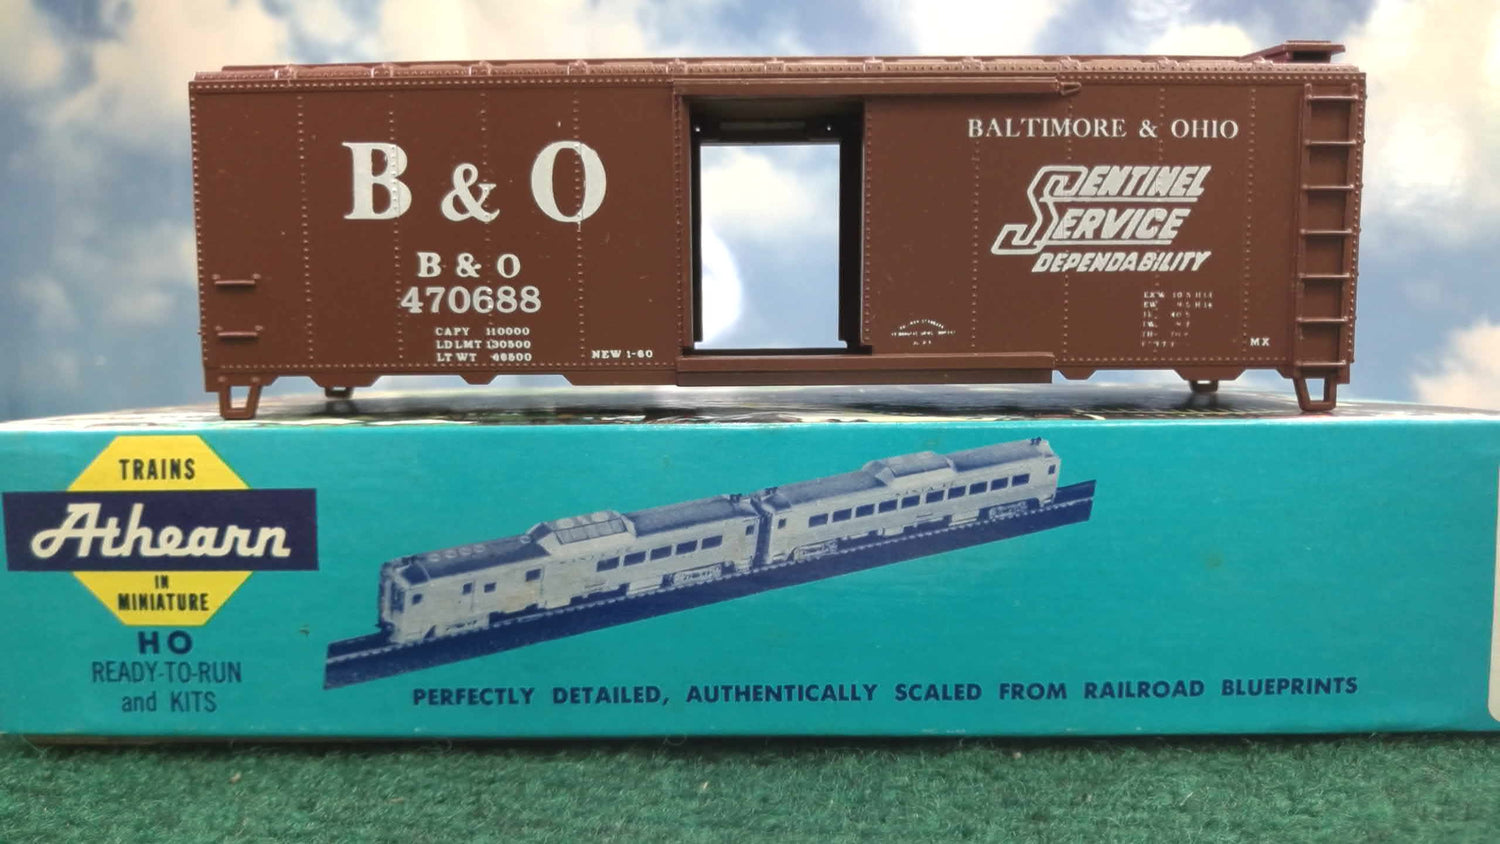 B & O
B & O
470688
CAPY 110000
LD LMT 130500
LT WT 46500
NEW 1-60
BALTIMORE & OHIO
SENTINEL
SERVICE
DEPENDABILITY
MX
TRAINS
Athearn
IN
MINIATURE
HO
READY-TO-RUN
and KITS
PERFECTLY DETAILED, AUTHENTICALLY SCALED FROM RAILROAD BLUEPRINTS